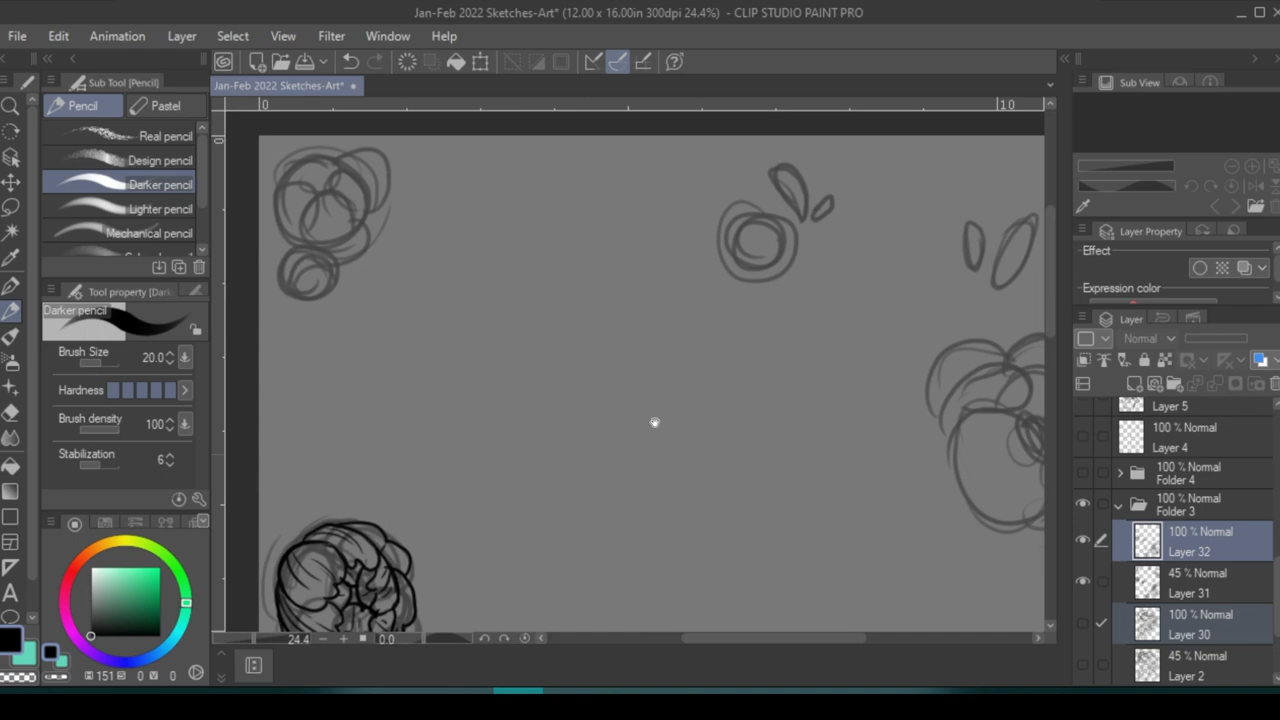 Jan-Feb 2022 Sketches-Art* (12.00 x 16.00in 300dpi 24.4%) - CLIP STUDIO PAINT PRO
File Edit Animation Layer Select View Filter Window Help
Sub Tool [Pencil]
Jan-Feb 2022 Sketches-Art*
Sub View
Pencil Pastel
0 10
0
Real pencil
Design pencil
Darker pencil
Lighter pencil
Mechanical pencil
Layer Property
Effect
Tool property [Dar
Expression color
Darker pencil
Layer
Normal
Brush Size 20.0
Hardness
Brush density 100
Stabilization 6
Layer 5
100 % Normal
Layer 4
100 % Normal
Folder 4
100 % Normal
Folder 3
100 % Normal
Layer 32
45 % Normal
Layer 31
100 % Normal
Layer 30
45 % Normal
Layer 2
24.4 0.0
H 151 S 0 V 0